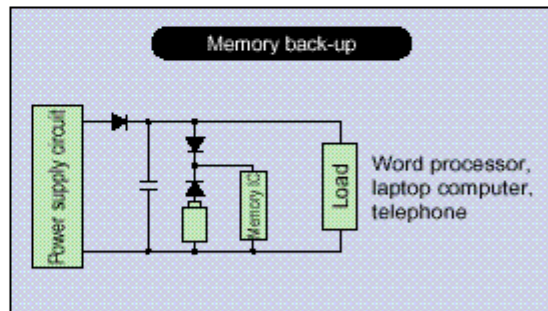 Memory back-up
Power supply circuit
Memory IC
Load
Word processor,
laptop computer,
telephone